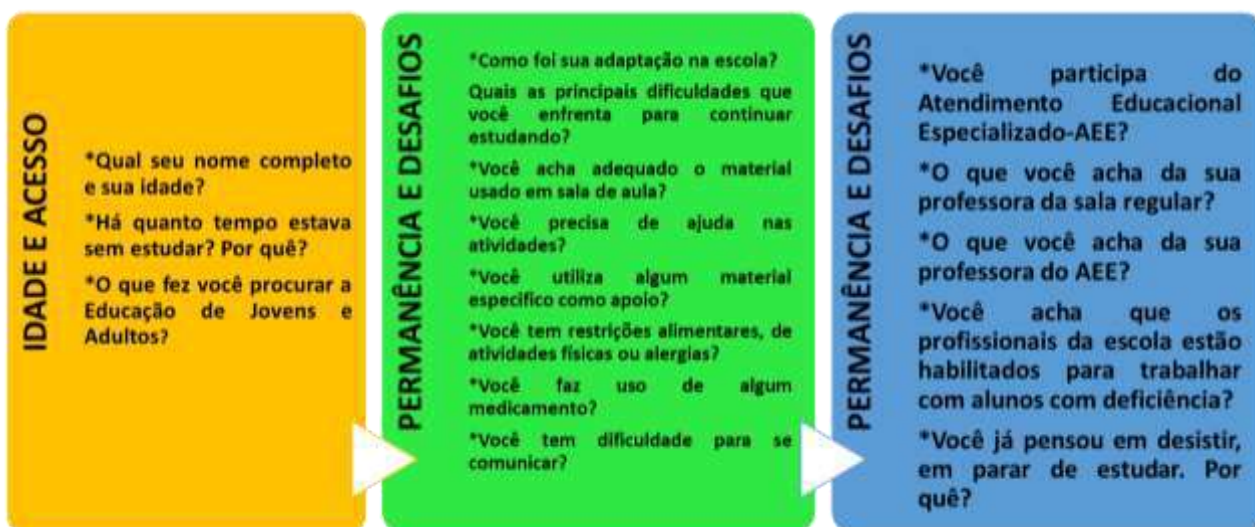 IDADE E ACESSO
*Qual seu nome completo
e sua idade?
*Há quanto tempo estava
sem estudar? Por quê?
*O que fez você procurar a
Educação de Jovens e
Adultos?
PERMANÊNCIA E DESAFIOS
*Como foi sua adaptação na escola?
Quais as principais dificuldades que
você enfrenta para continuar
estudando?
*Você acha adequado o material
usado em sala de aula?
*Você precisa de ajuda nas
atividades?
*Você utiliza algum material
especifico como apoio?
*Você tem restrições alimentares, de
atividades físicas ou alergias?
*Você faz uso de algum
medicamento?
*Você tem dificuldade para se
comunicar?
PERMANÊNCIA E DESAFIOS
*Você participa do
Atendimento Educacional
Especializado-AEE?
*O que você acha da sua
professora da sala regular?
*O que você acha da sua
professora do AEE?
*Você acha que os
profissionais da escola estão
habilitados para trabalhar
com alunos com deficiência?
*Você já pensou em desistir,
em parar de estudar. Por
quê?